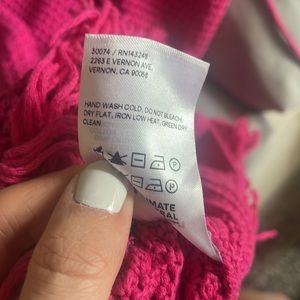 30074 / RN143248
2263 E VERNON AVE,
VERNON, CA 90058
HAND WASH COLD, DO NOT BLEACH,
DRY FLAT, IRON LOW HEAT, GREEN DRY
CLEAN